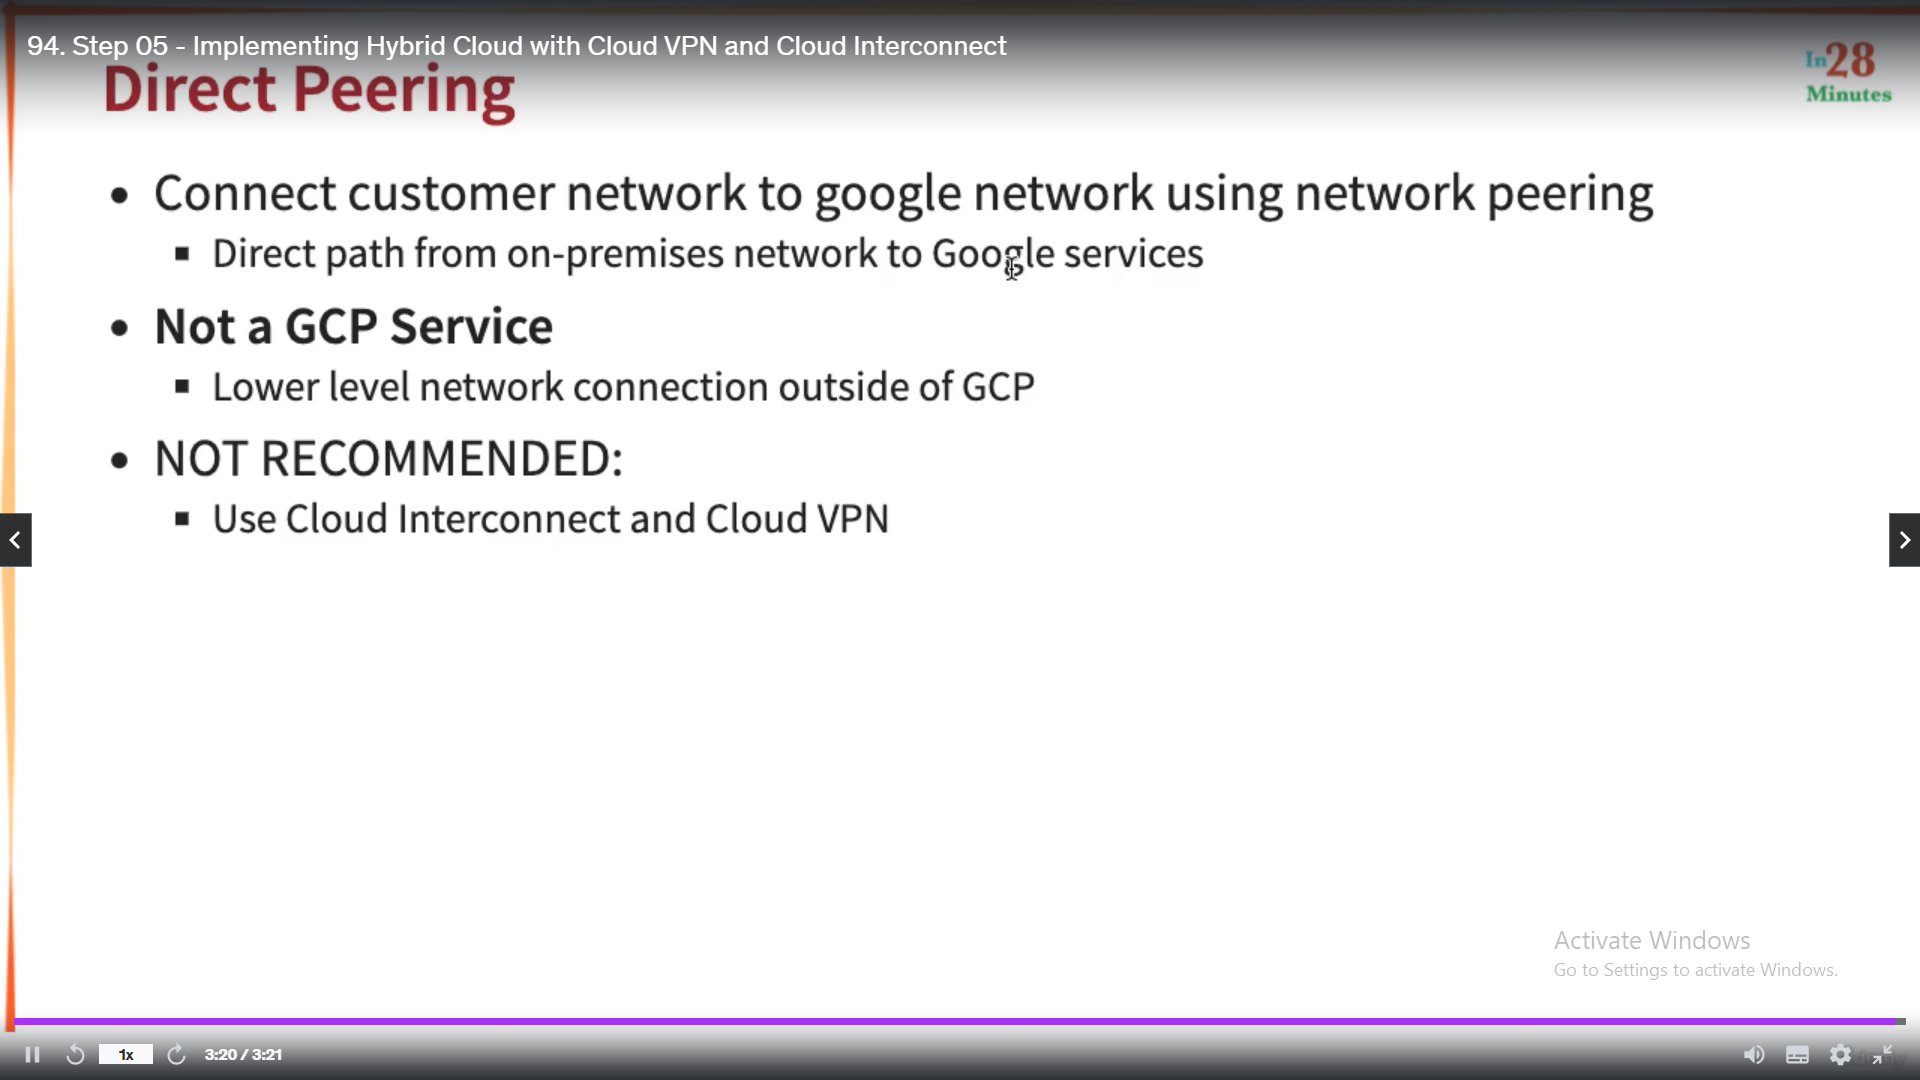 94. Step 05 - Implementing Hybrid Cloud with Cloud VPN and Cloud Interconnect
In 28
Minutes
Direct Peering
• Connect customer network to google network using network peering
▪ Direct path from on-premises network to Google services
• Not a GCP Service
▪ Lower level network connection outside of GCP
• NOT RECOMMENDED:
▪ Use Cloud Interconnect and Cloud VPN
Activate Windows
Go to Settings to activate Windows.
1x
3:20 / 3:21